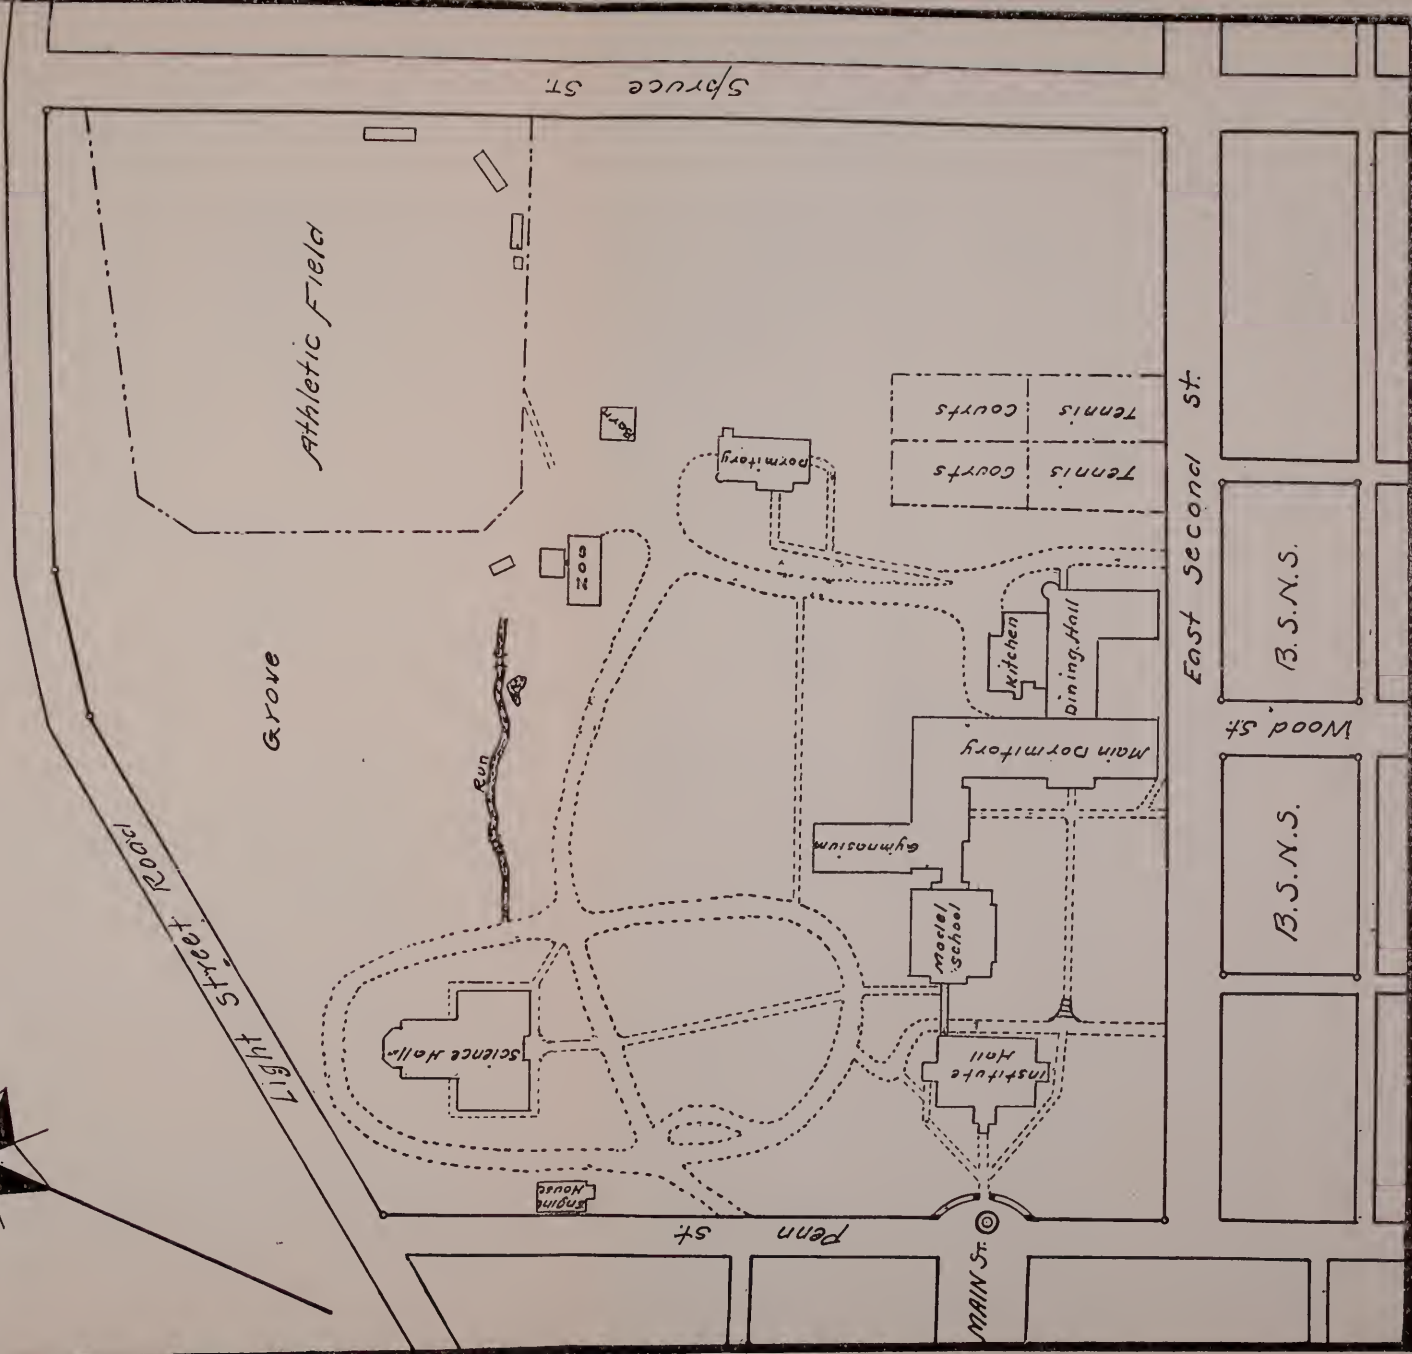 Spruce ST.
Athletic Field
Barn
Dormitory
Tennis Courts
Tennis Courts
East Second St.
ZOO
B.S.N.S.
Kitchen
Dining Hall
Grove
Run
Main Dormitory
Wood St
Gymnasium
B.S.N.S.
Model School
Light Street Road
Science Hall
Institute Hall
Engine House
Penn St
MAIN ST.